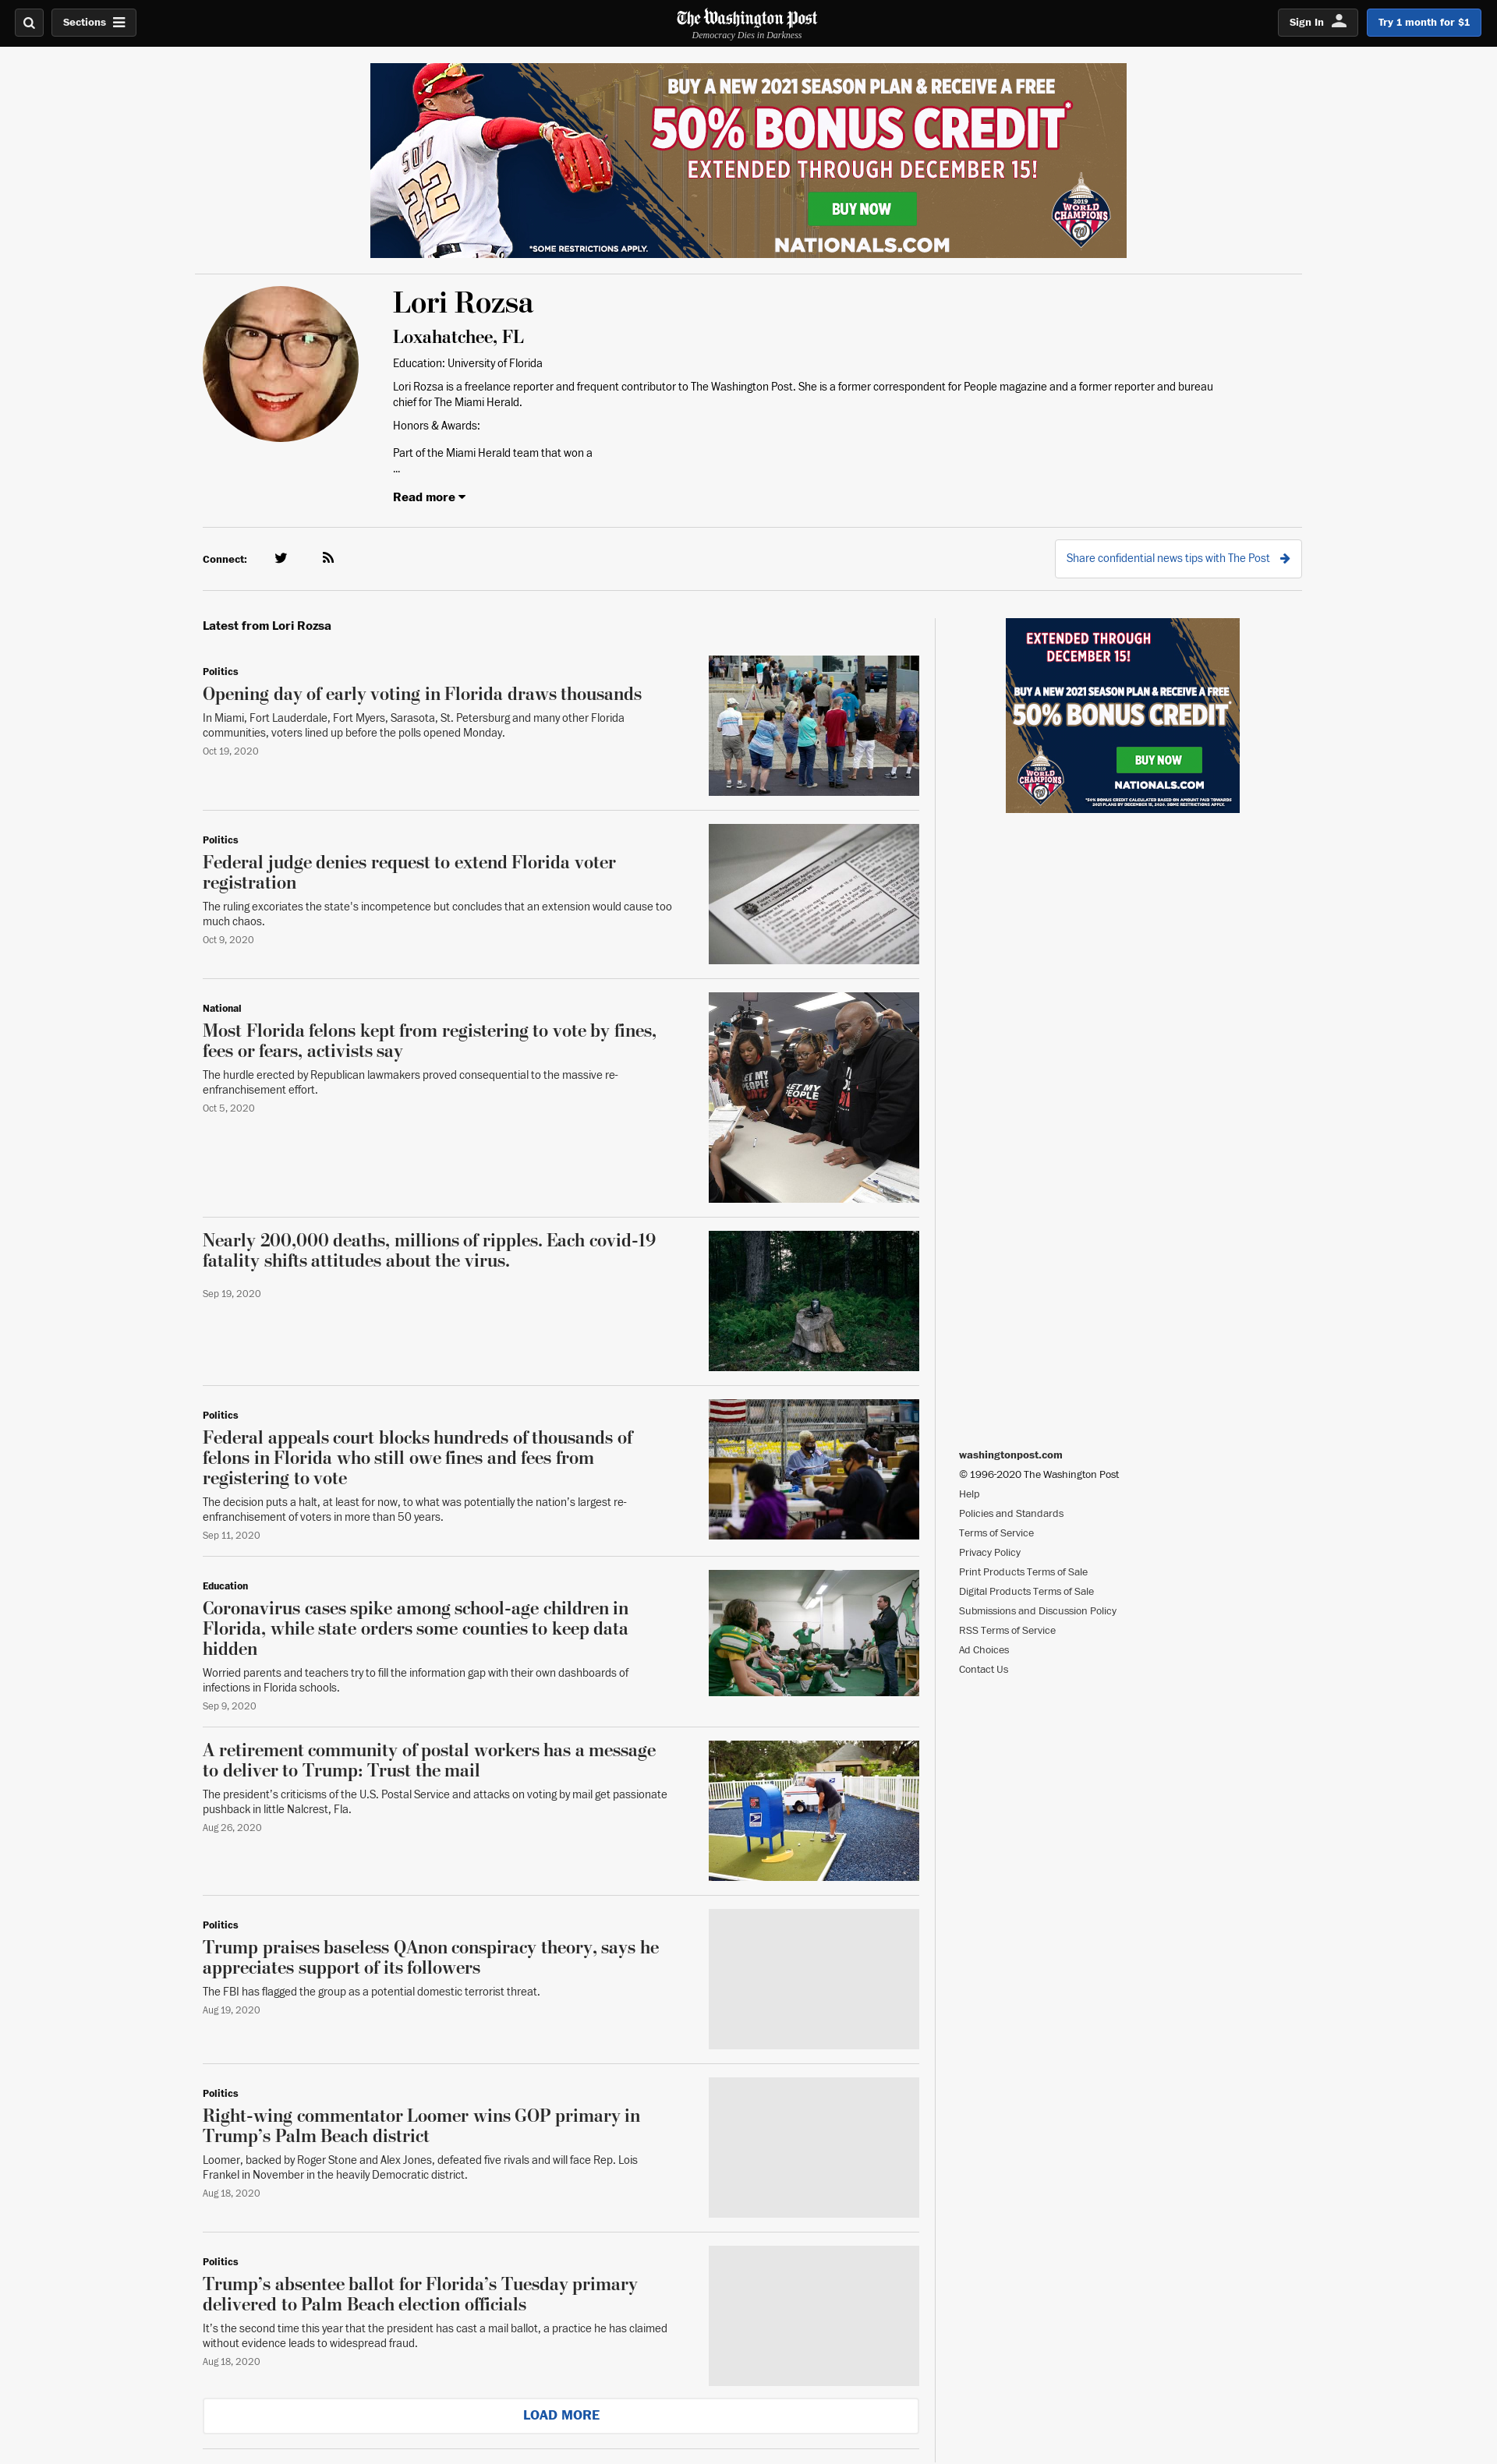 Sections
The Washington Post
Democracy Dies in Darkness
Sign In
Try 1 month for $1
BUY A NEW 2021 SEASON PLAN & RECEIVE A FREE
50% BONUS CREDIT*
EXTENDED THROUGH DECEMBER 15!
BUY NOW
*SOME RESTRICTIONS APPLY.
NATIONALS.COM
2019
WORLD
CHAMPIONS
22
Lori Rozsa
Loxahatchee, FL
Education: University of Florida
Lori Rozsa is a freelance reporter and frequent contributor to The Washington Post. She is a former correspondent for People magazine and a former reporter and bureau
chief for The Miami Herald.
Honors & Awards:
Part of the Miami Herald team that won a
...
Read more
Connect:
Share confidential news tips with The Post
Latest from Lori Rozsa
Politics
Opening day of early voting in Florida draws thousands
In Miami, Fort Lauderdale, Fort Myers, Sarasota, St. Petersburg and many other Florida
communities, voters lined up before the polls opened Monday.
Oct 19, 2020
EXTENDED THROUGH
DECEMBER 15!
BUY A NEW 2021 SEASON PLAN & RECEIVE A FREE
50% BONUS CREDIT*
BUY NOW
2019
WORLD
CHAMPIONS
NATIONALS.COM
*50% BONUS CREDIT CALCULATED BASED ON AMOUNT PAID TOWARDS
2021 PLANS BY DECEMBER 15, 2020. SOME RESTRICTIONS APPLY.
Politics
Federal judge denies request to extend Florida voter
registration
The ruling excoriates the state's incompetence but concludes that an extension would cause too
much chaos.
Oct 9, 2020
National
Most Florida felons kept from registering to vote by fines,
fees or fears, activists say
The hurdle erected by Republican lawmakers proved consequential to the massive re-
enfranchisement effort.
Oct 5, 2020
LET MY
PEOPLE
Nearly 200,000 deaths, millions of ripples. Each covid-19
fatality shifts attitudes about the virus.
Sep 19, 2020
Politics
Federal appeals court blocks hundreds of thousands of
felons in Florida who still owe fines and fees from
registering to vote
The decision puts a halt, at least for now, to what was potentially the nation’s largest re-
enfranchisement of voters in more than 50 years.
Sep 11, 2020
washingtonpost.com
© 1996-2020 The Washington Post
Help
Policies and Standards
Terms of Service
Privacy Policy
Print Products Terms of Sale
Digital Products Terms of Sale
Submissions and Discussion Policy
RSS Terms of Service
Ad Choices
Contact Us
Education
Coronavirus cases spike among school-age children in
Florida, while state orders some counties to keep data
hidden
Worried parents and teachers try to fill the information gap with their own dashboards of
infections in Florida schools.
Sep 9, 2020
A retirement community of postal workers has a message
to deliver to Trump: Trust the mail
The president’s criticisms of the U.S. Postal Service and attacks on voting by mail get passionate
pushback in little Nalcrest, Fla.
Aug 26, 2020
Politics
Trump praises baseless QAnon conspiracy theory, says he
appreciates support of its followers
The FBI has flagged the group as a potential domestic terrorist threat.
Aug 19, 2020
Politics
Right-wing commentator Loomer wins GOP primary in
Trump’s Palm Beach district
Loomer, backed by Roger Stone and Alex Jones, defeated five rivals and will face Rep. Lois
Frankel in November in the heavily Democratic district.
Aug 18, 2020
Politics
Trump’s absentee ballot for Florida’s Tuesday primary
delivered to Palm Beach election officials
It’s the second time this year that the president has cast a mail ballot, a practice he has claimed
without evidence leads to widespread fraud.
Aug 18, 2020
LOAD MORE